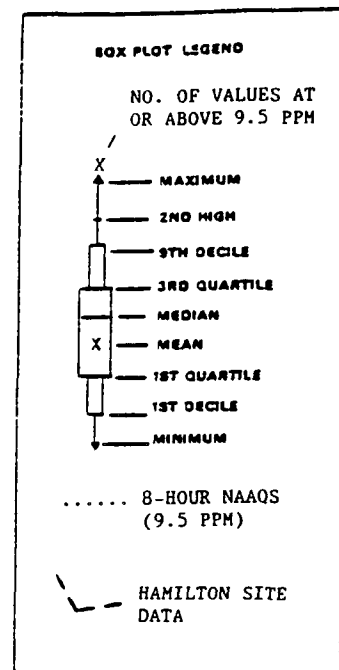 BOX PLOT LEGEND
NO. OF VALUES AT
OR ABOVE 9.5 PPM
X
MAXIMUM
2ND HIGH
9TH DECILE
3RD QUARTILE
MEDIAN
X MEAN
1ST QUARTILE
1ST DECILE
MINIMUM
...... 8-HOUR NAAQS
(9.5 PPM)
HAMILTON SITE
DATA